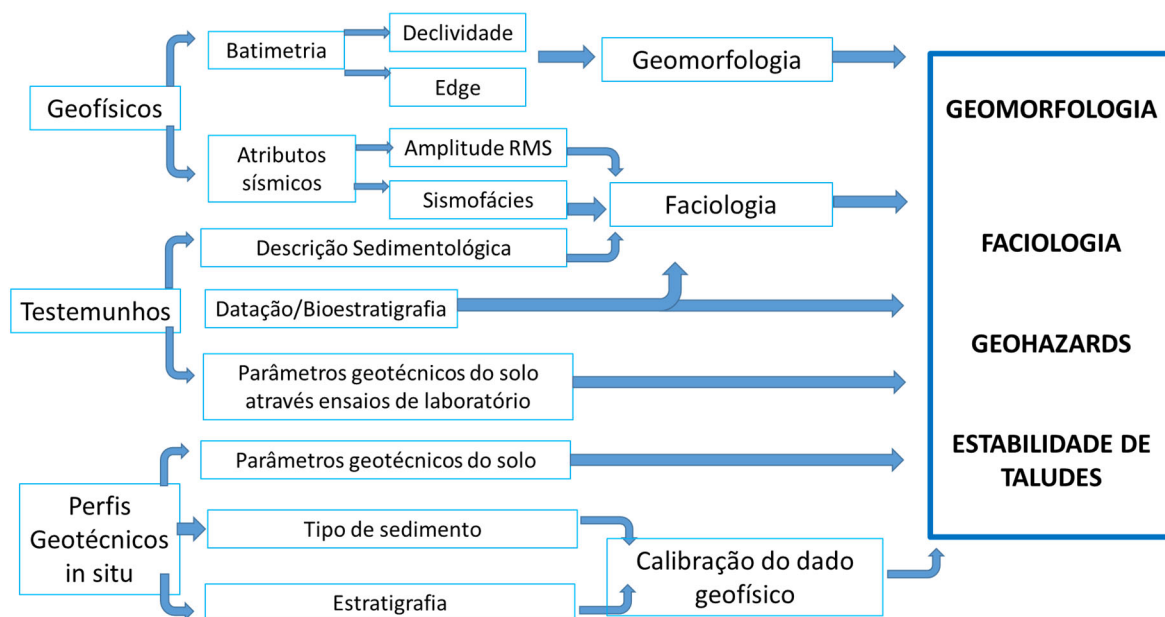 Geofísicos
Batimetria
Declividade
Edge
Geomorfologia
Atributos
sísmicos
Amplitude RMS
Sismofácies
Faciologia
Testemunhos
Descrição Sedimentológica
Datação/Bioestratigrafia
Parâmetros geotécnicos do solo
através ensaios de laboratório
Perfis
Geotécnicos
in situ
Parâmetros geotécnicos do solo
Tipo de sedimento
Estratigrafia
Calibração do dado
geofísico
GEOMORFOLOGIA
FACIOLOGIA
GEOHAZARDS
ESTABILIDADE DE
TALUDES